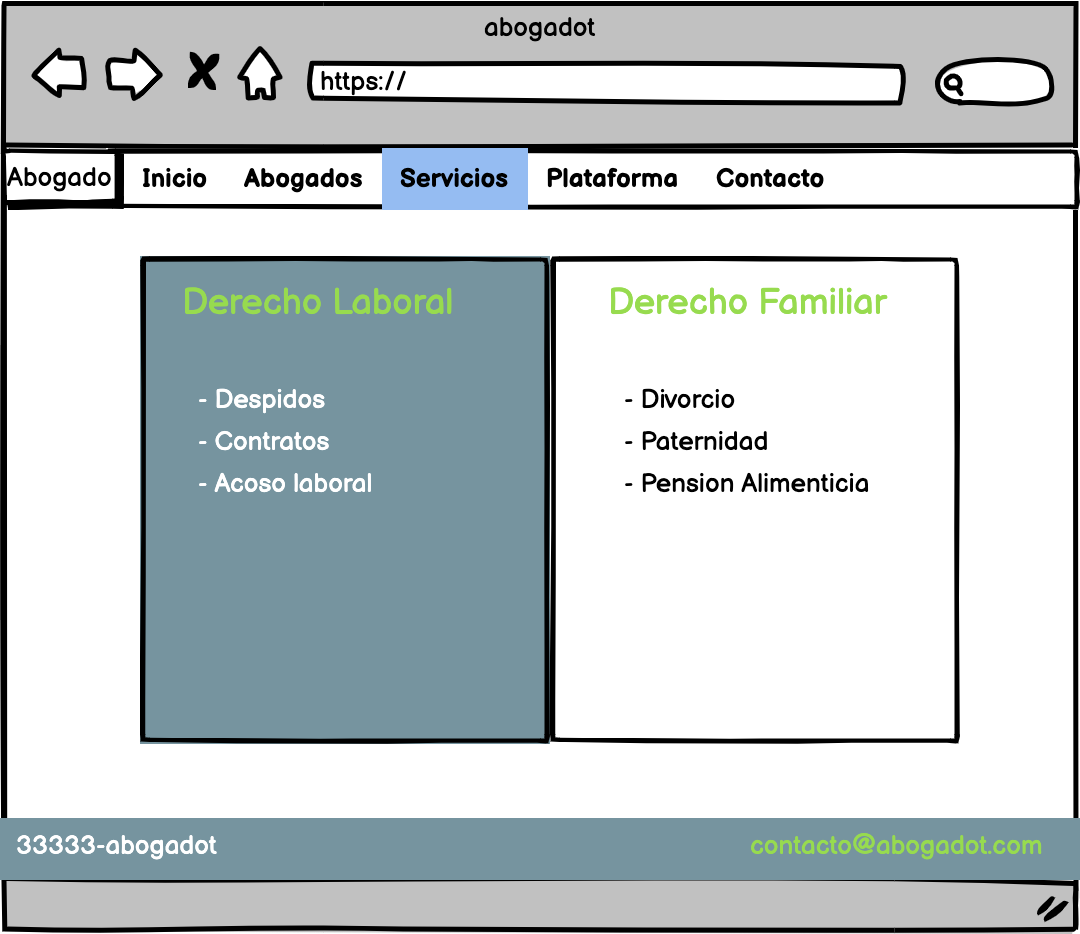 abogadot
https://
Abogado Inicio Abogados Servicios Plataforma Contacto
Derecho Laboral
- Despidos
- Contratos
- Acoso laboral
Derecho Familiar
- Divorcio
- Paternidad
- Pension Alimenticia
33333-abogadot contacto@abogadot.com